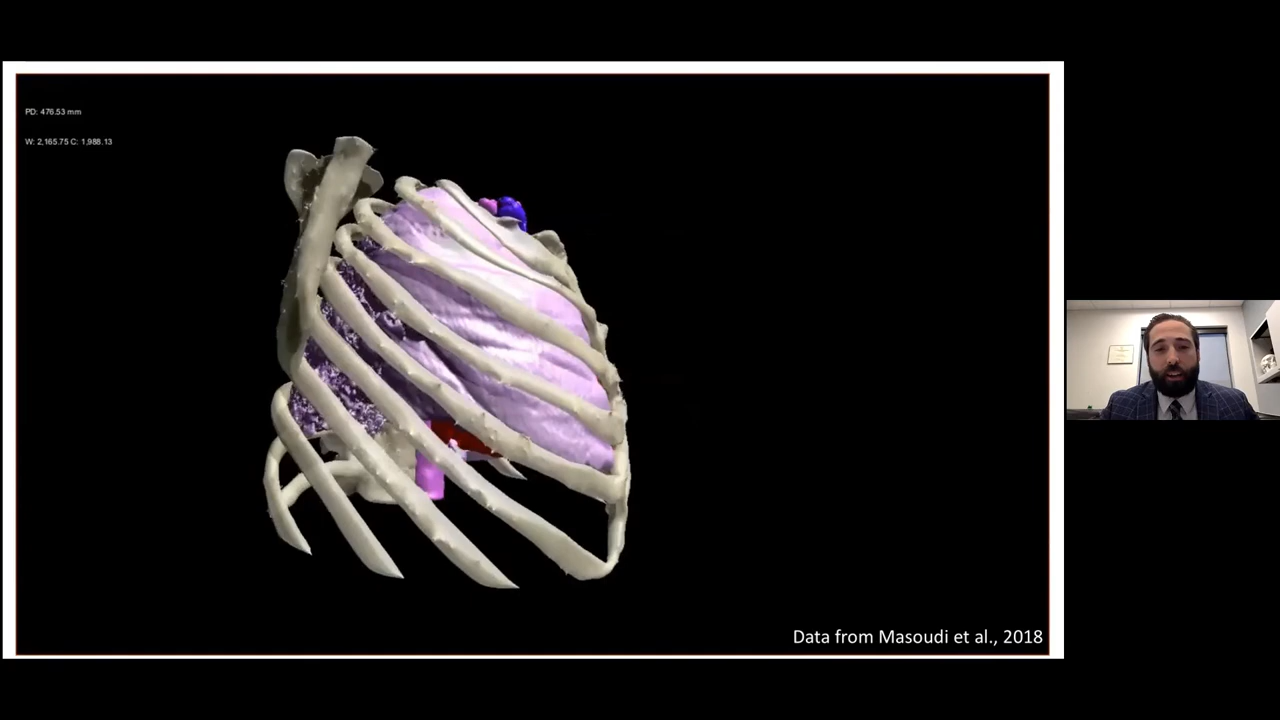 PD: 476.53 mm
W: 2,165.75 C: 1,988.13
Data from Masoudi et al., 2018